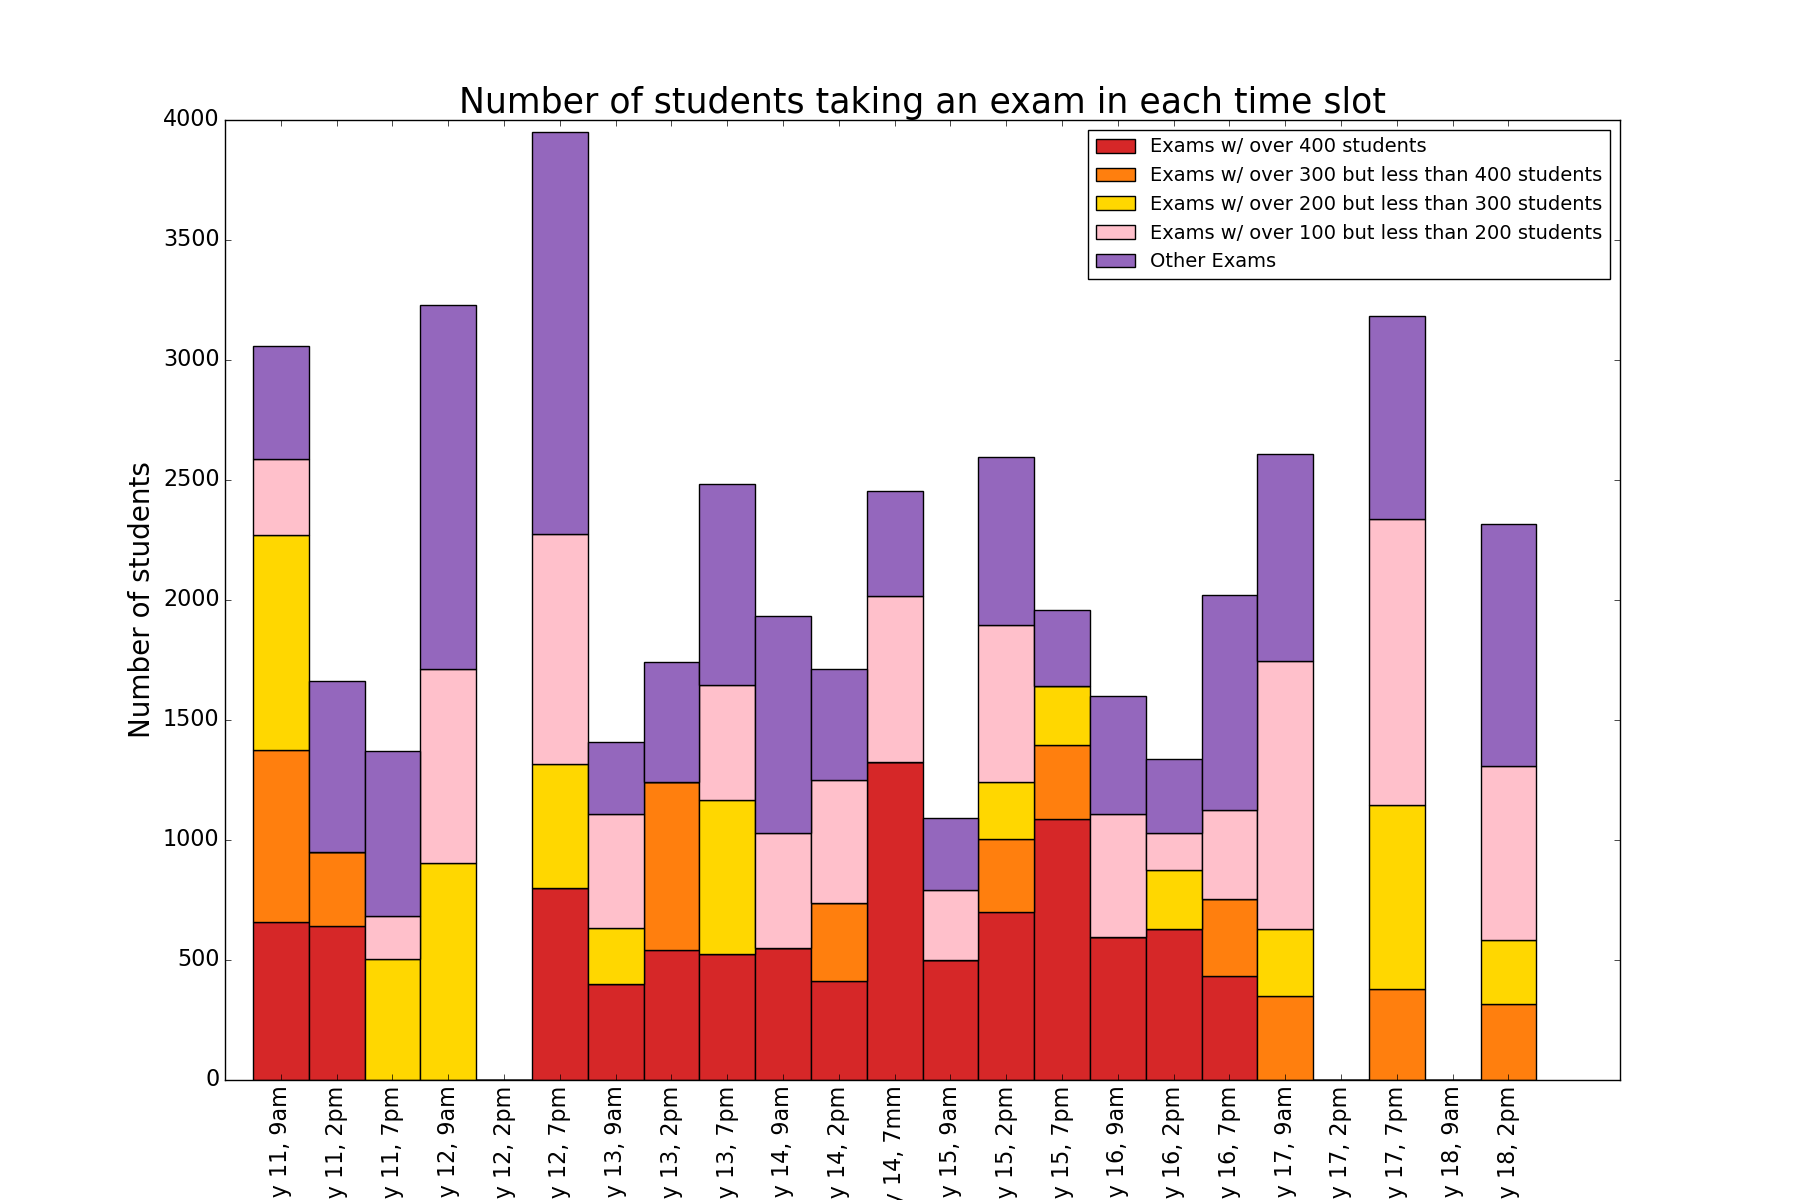 Number of students taking an exam in each time slot
Exams w/ over 400 students
Exams w/ over 300 but less than 400 students
Exams w/ over 200 but less than 300 students
Exams w/ over 100 but less than 200 students
Other Exams
Number of students
4000
3500
3000
2500
2000
1500
1000
500
0
y 11, 9am
y 11, 2pm
y 11, 7pm
y 12, 9am
y 12, 2pm
y 12, 7pm
y 13, 9am
y 13, 2pm
y 13, 7pm
y 14, 9am
y 14, 2pm
y 14, 7mm
y 15, 9am
y 15, 2pm
y 15, 7pm
y 16, 9am
y 16, 2pm
y 16, 7pm
y 17, 9am
y 17, 2pm
y 17, 7pm
y 18, 9am
y 18, 2pm